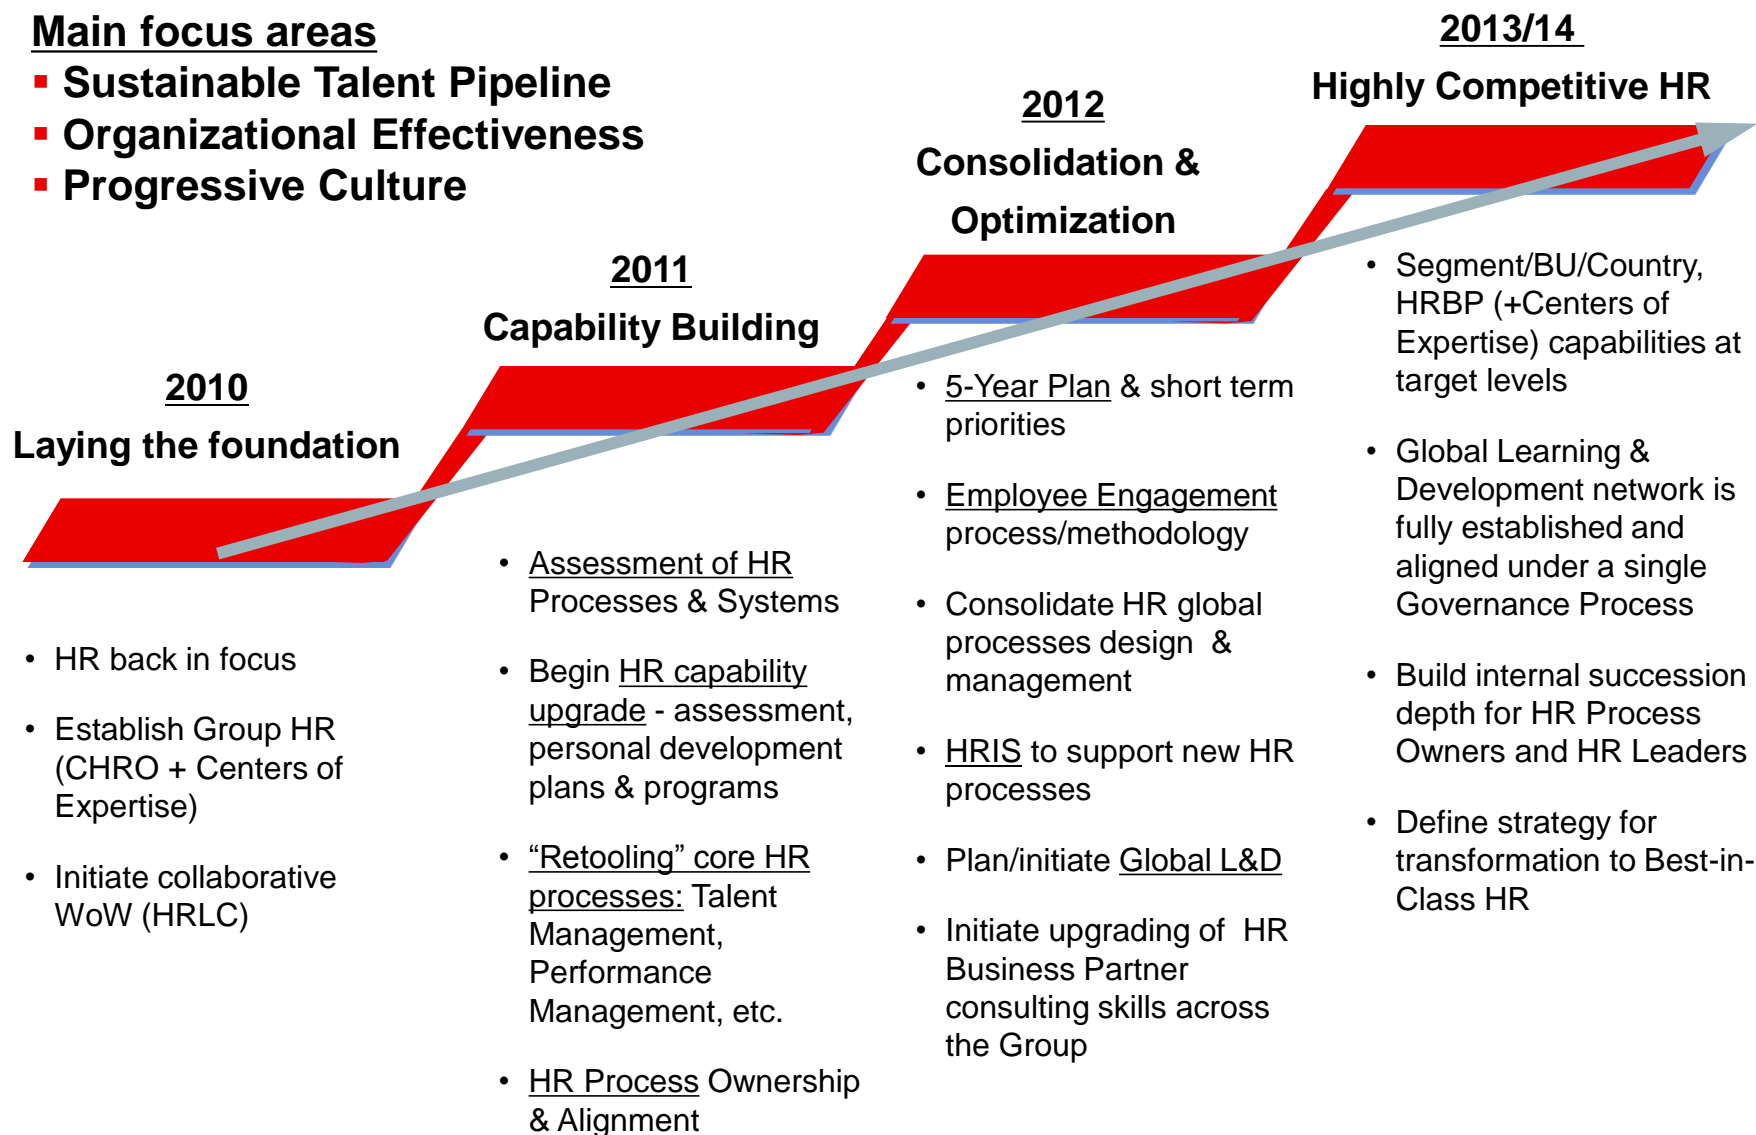 Main focus areas
▪ Sustainable Talent Pipeline
▪ Organizational Effectiveness
▪ Progressive Culture
2010
Laying the foundation
• HR back in focus
• Establish Group HR
(CHRO + Centers of
Expertise)
• Initiate collaborative
WoW (HRLC)
2011
Capability Building
• Assessment of HR
Processes & Systems
• Begin HR capability
upgrade - assessment,
personal development
plans & programs
• “Retooling” core HR
processes: Talent
Management,
Performance
Management, etc.
• HR Process Ownership
& Alignment
2012
Consolidation &
Optimization
• 5-Year Plan & short term
priorities
• Employee Engagement
process/methodology
• Consolidate HR global
processes design & 
management
• HRIS to support new HR
processes
• Plan/initiate Global L&D
• Initiate upgrading of HR
Business Partner
consulting skills across
the Group
2013/14
Highly Competitive HR
• Segment/BU/Country,
HRBP (+Centers of
Expertise) capabilities at
target levels
• Global Learning &
Development network is
fully established and
aligned under a single
Governance Process
• Build internal succession
depth for HR Process
Owners and HR Leaders
• Define strategy for
transformation to Best-in-
Class HR